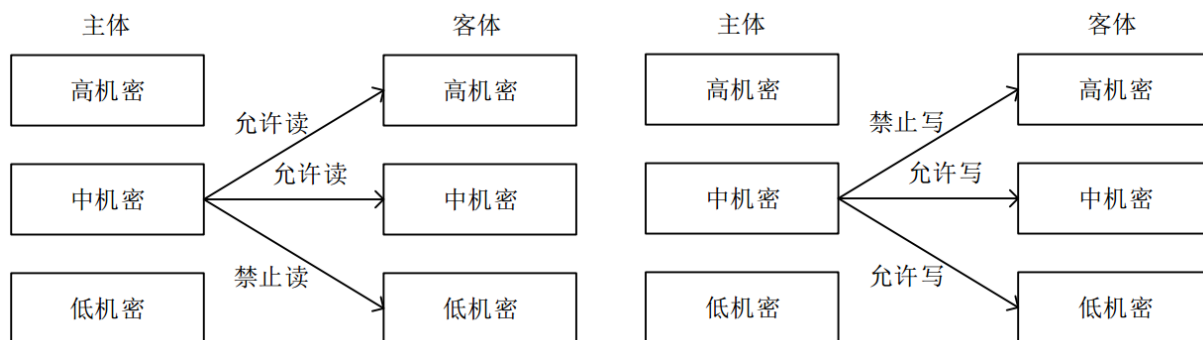 主体 客体 主体 客体
高机密 高机密 高机密 高机密
允许读 禁止写
允许读 允许写
中机密 中机密 中机密 中机密
禁止读 允许写
低机密 低机密 低机密 低机密